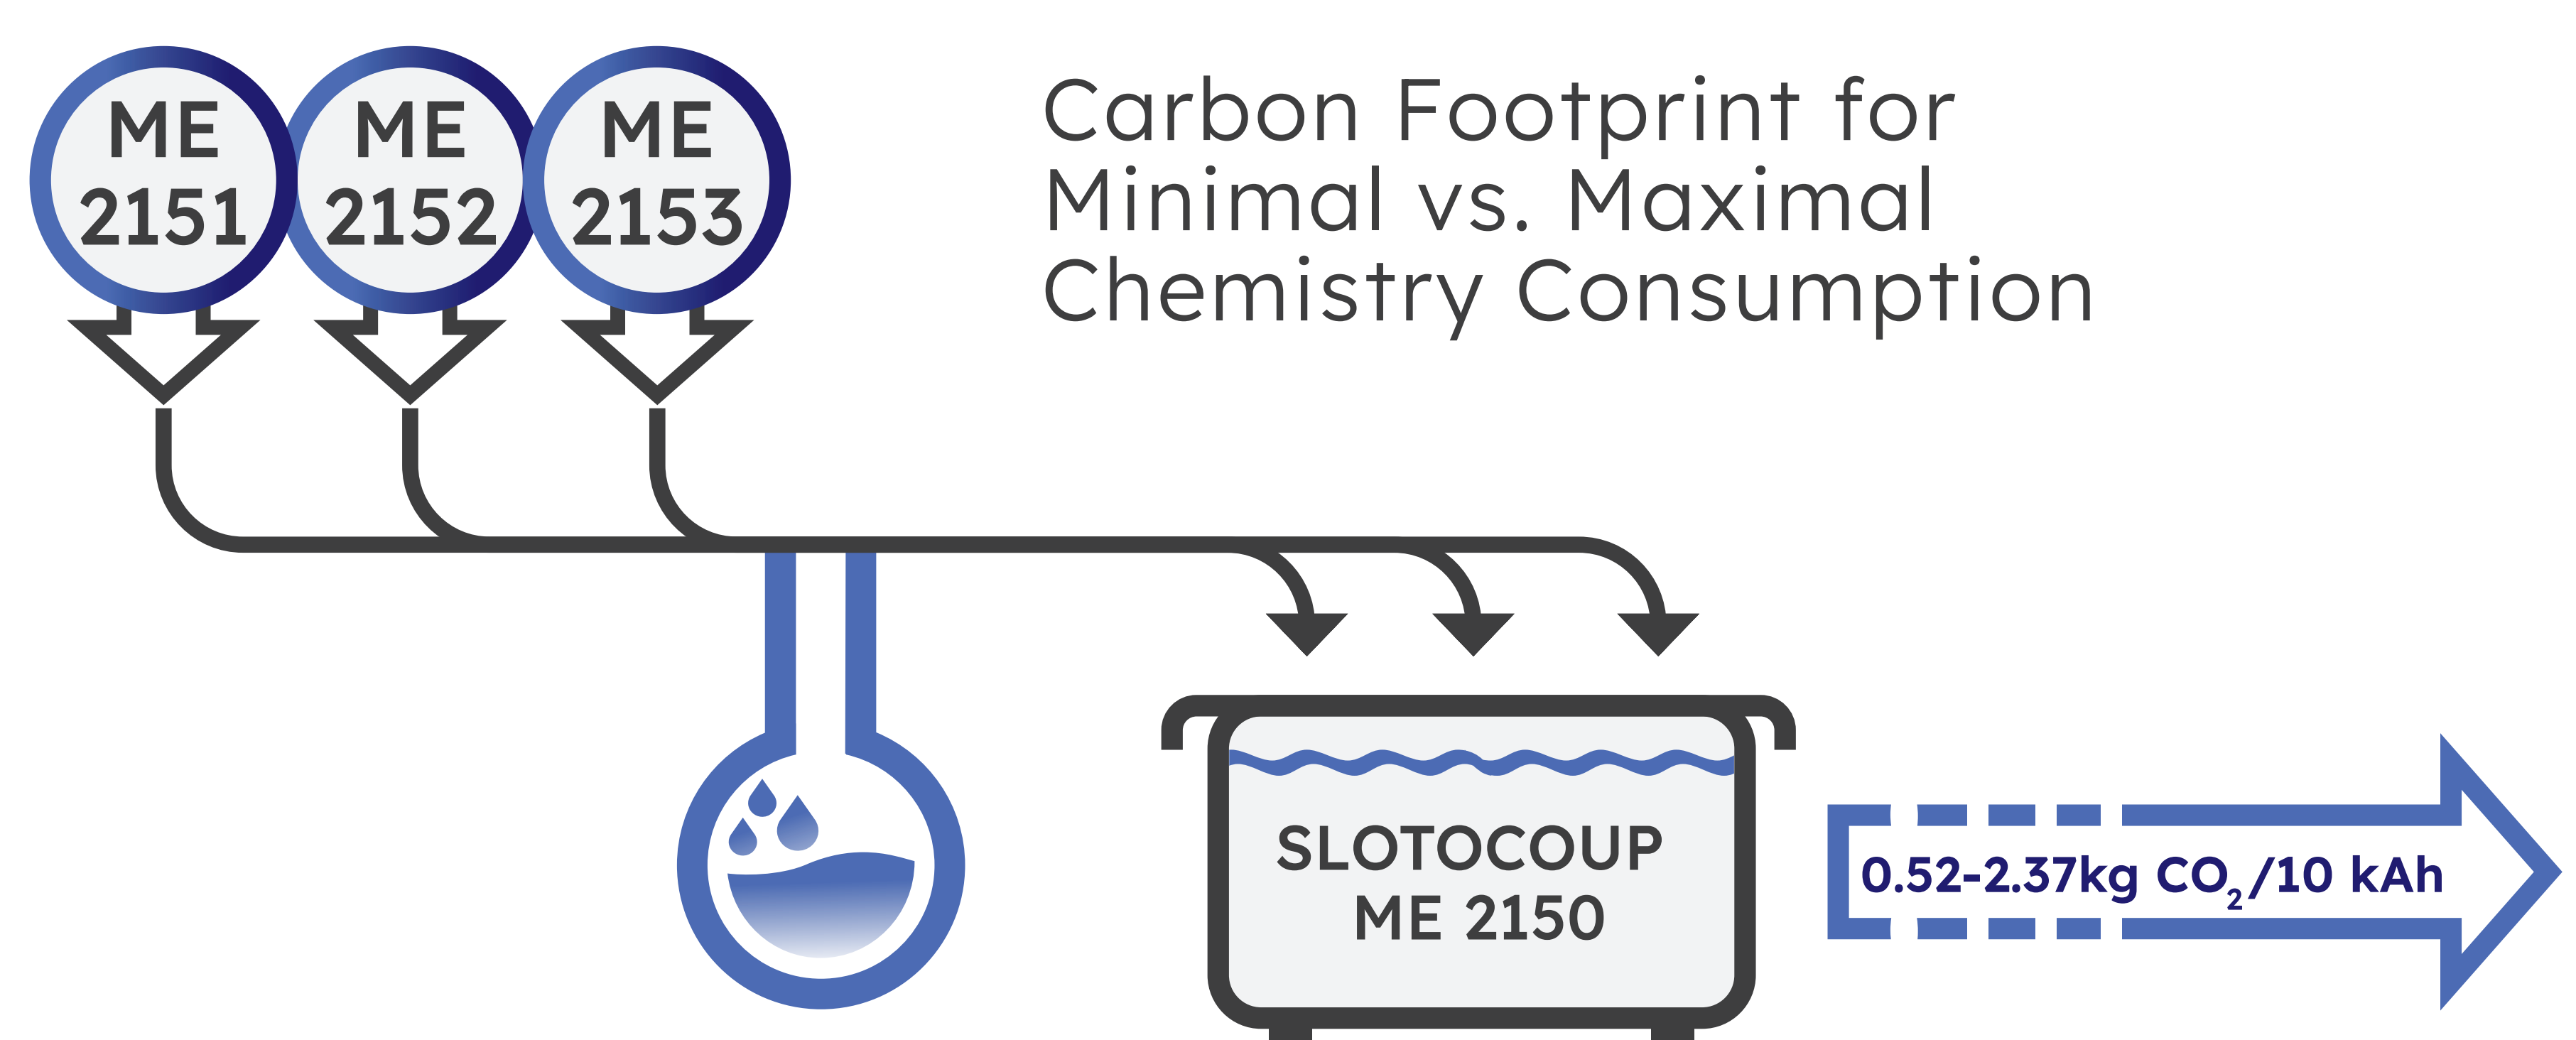 ME
2151
ME
2152
ME
2153
Carbon Footprint for
Minimal vs. Maximal
Chemistry Consumption
SLOTOCOUP
ME 2150
0.52-2.37kg CO₂/10 kAh